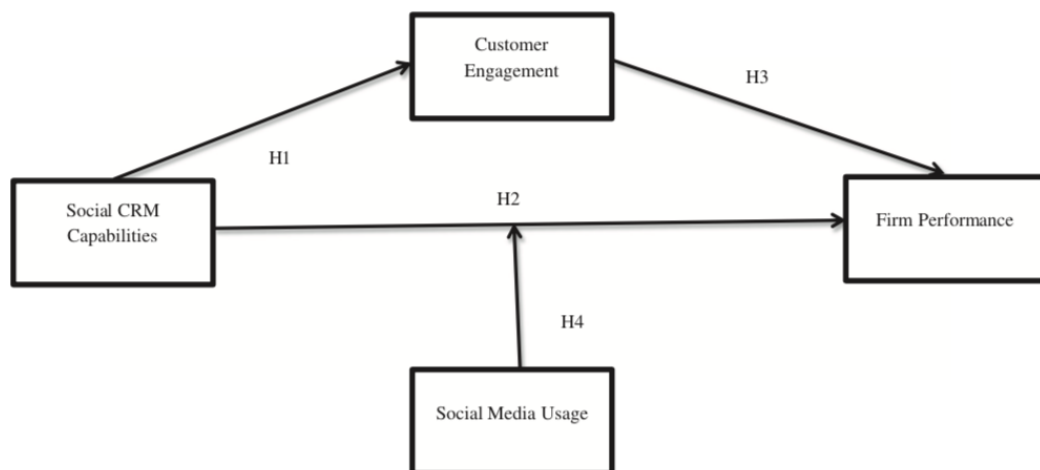 Customer
Engagement
H3
H1
Social CRM
Capabilities
H2
Firm Performance
H4
Social Media Usage